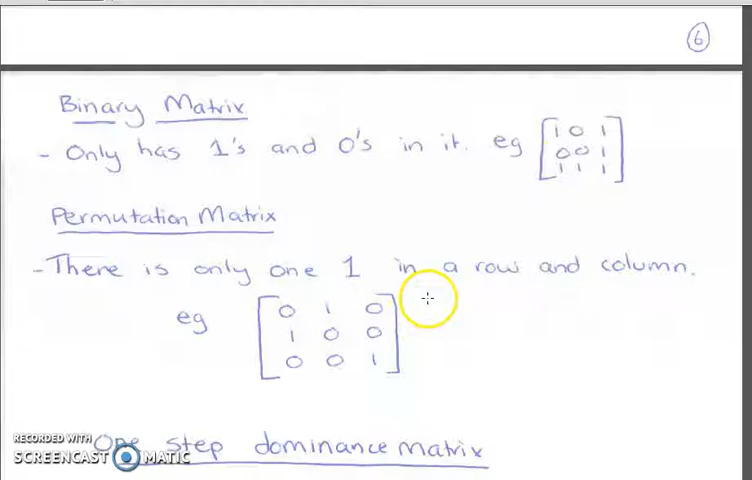 6
Binary Matrix
- Only has 1's and 0's in it. eg [1 0 1
0 0 1
1 1 1]
Permutation Matrix
- There is only one 1 in a row and column.
eg [0 1 0
1 0 0
0 0 1]
One step dominance matrix
RECORDED WITH
SCREENCAST MATIC